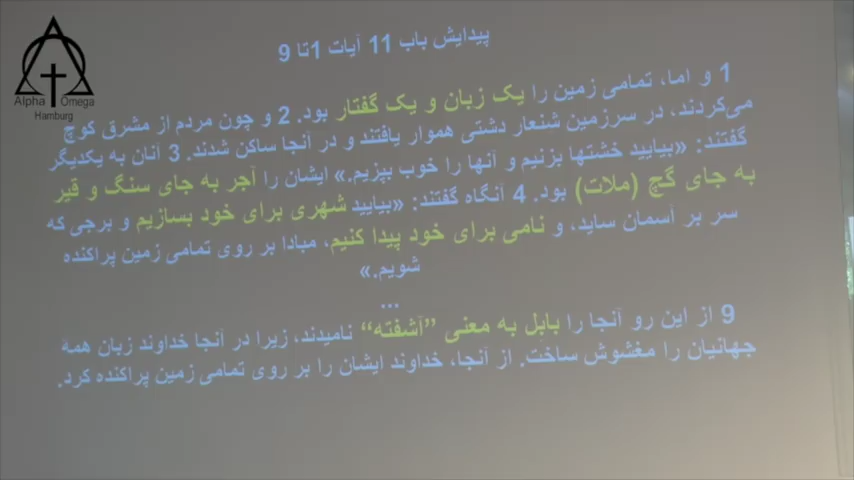 Alpha Omega
Hamburg
پیدایش باب 11 آیات 1تا 9
1 و اما، تمامی زمین را یک زبان و یک گفتار بود. 2 و چون مردم از مشرق کوچ
می‌کردند، در سرزمین شنعار دشتی هموار یافتند و در آنجا ساکن شدند. 3 آنان به یکدیگر
گفتند: «بیایید خشتها بزنیم و آنها را خوب بپزیم.» ایشان را آجر به جای سنگ و قیر
به جای گچ (ملات) بود. 4 آنگاه گفتند: «بیایید شهری برای خود بسازیم و برجی که
سر بر آسمان ساید، و نامی برای خود پیدا کنیم، مبادا بر روی تمامی زمین پراکنده
شویم.»
...
9 از این رو آنجا را بابل به معنی “آشفته“ نامیدند، زیرا در آنجا خداوند زبان همهٔ
جهانیان را مغشوش ساخت. از آنجا، خداوند ایشان را بر روی تمامی زمین پراکنده کرد.